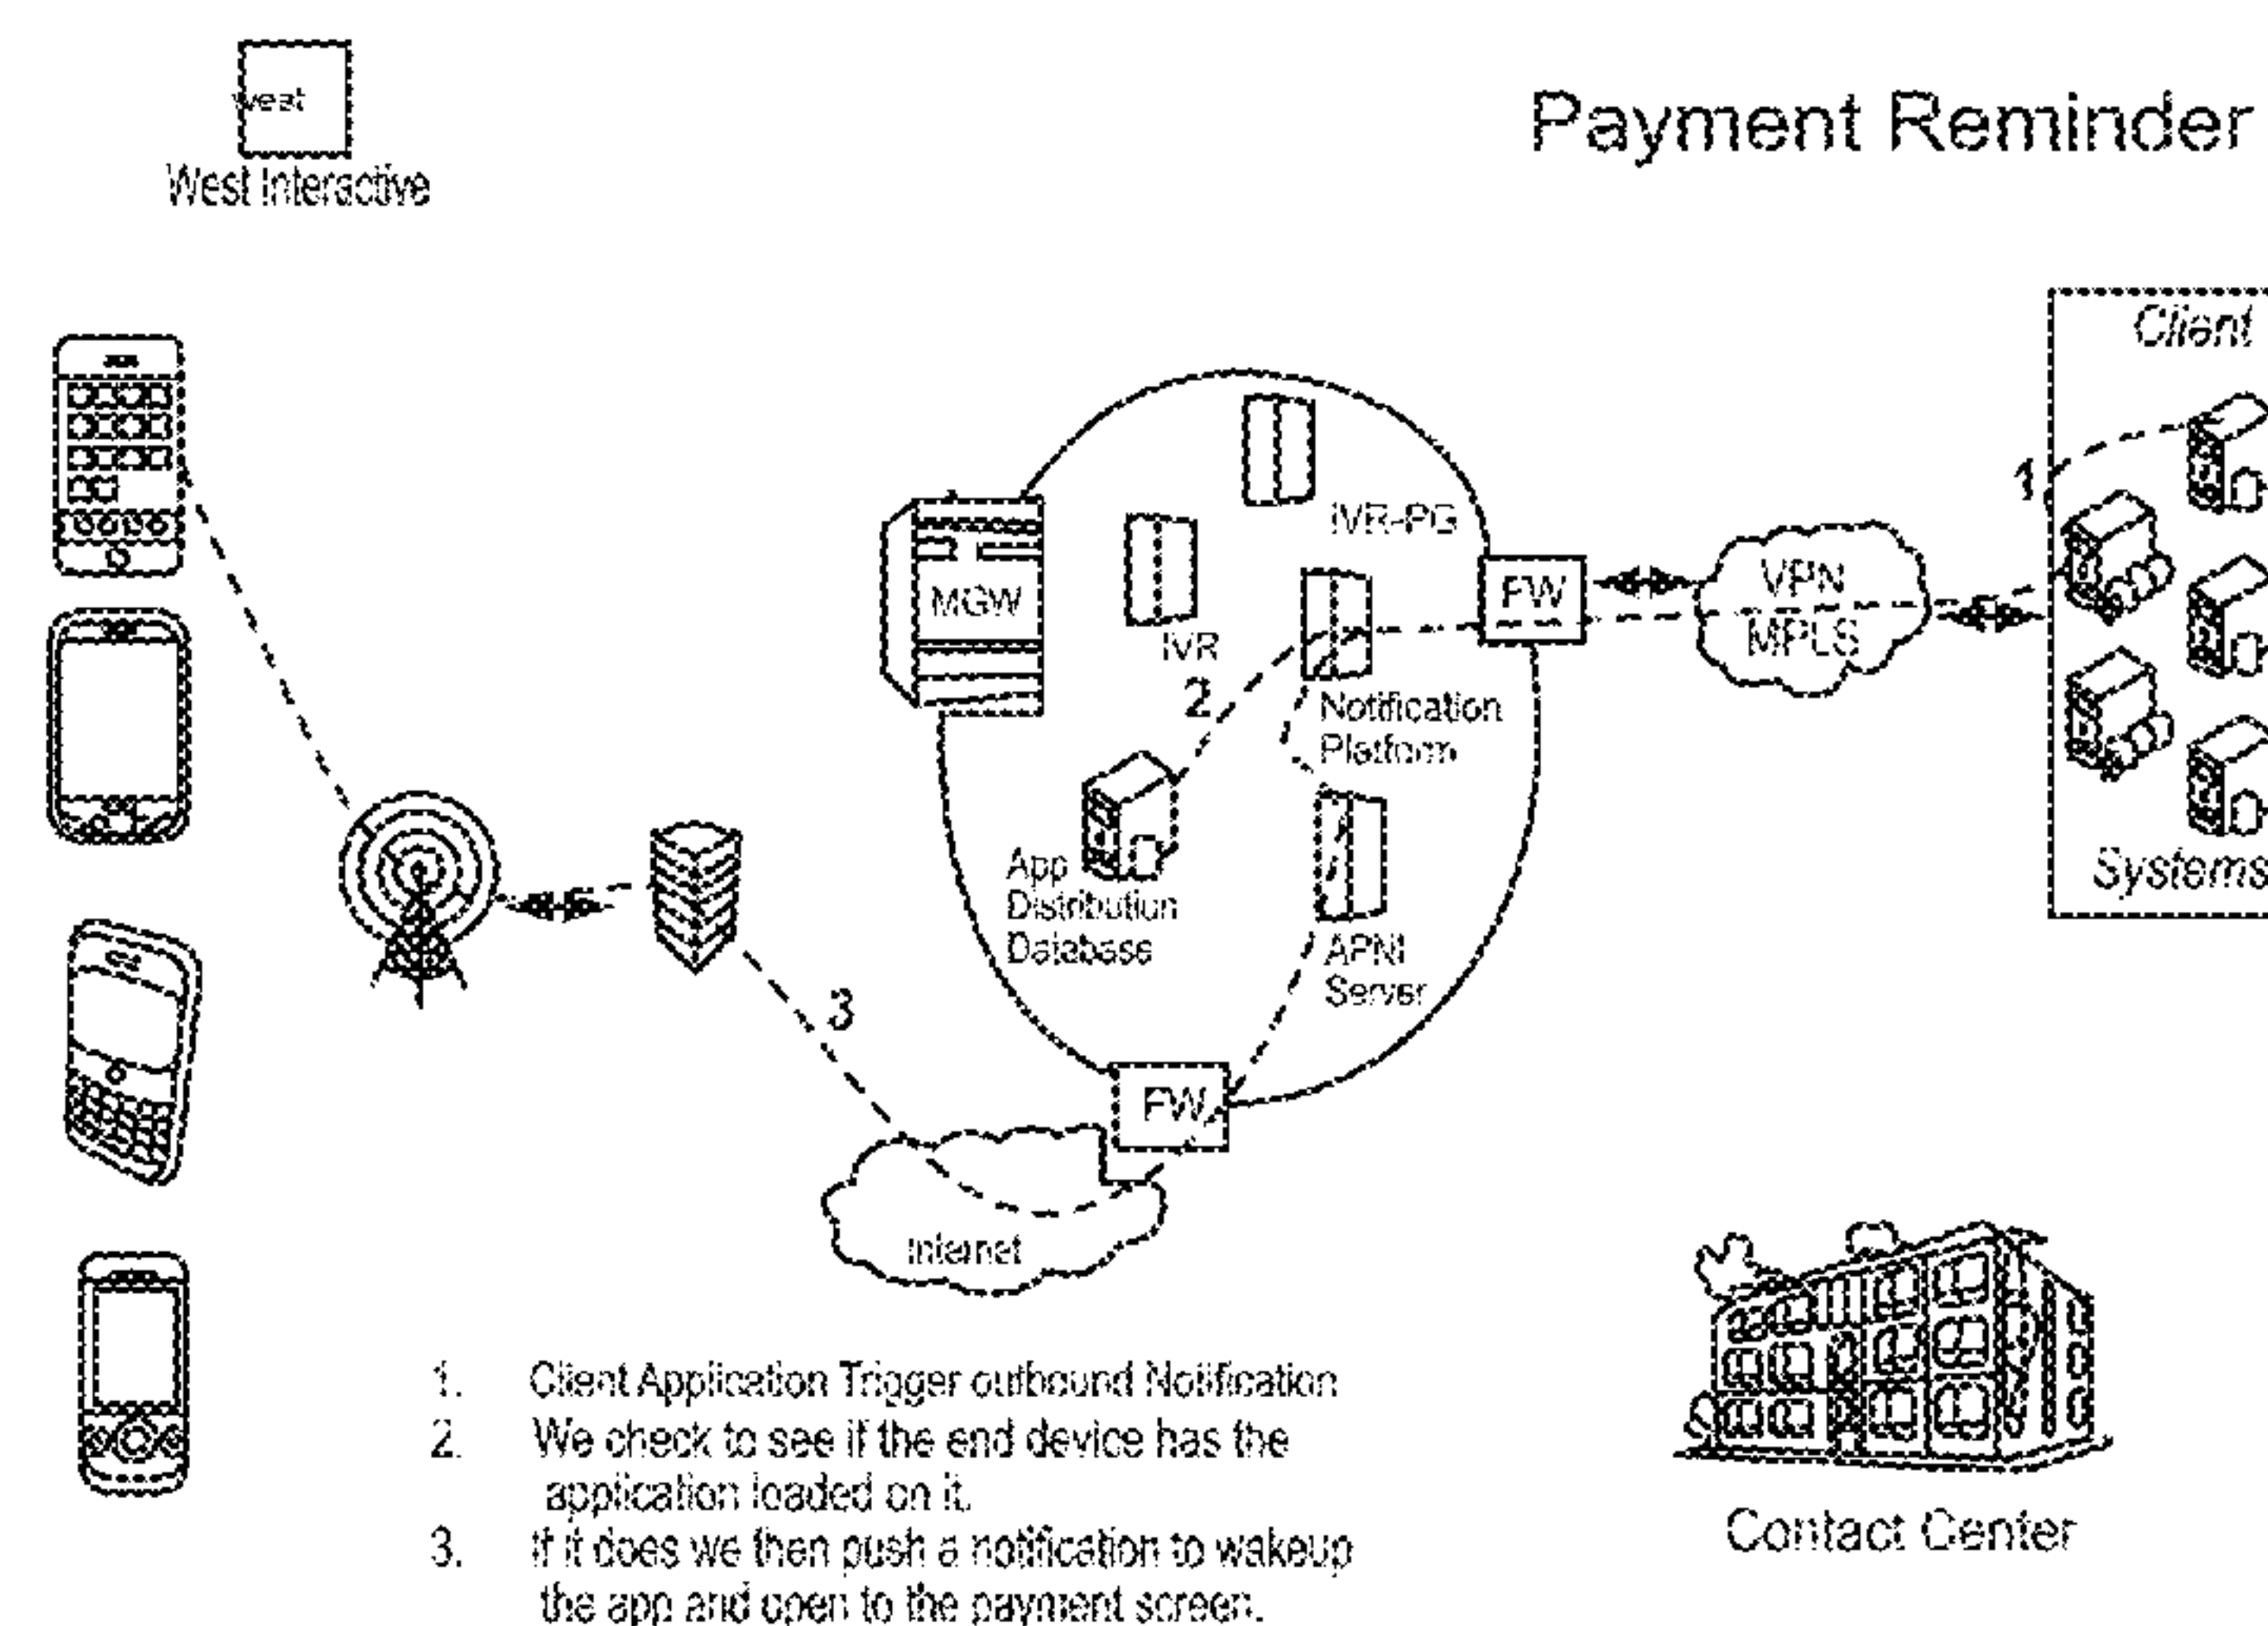 west
West Interactive
Payment Reminder
Client
1
IVR-PG
MGW
FW
VPN
MPLS
IVR
2
Notification
Platform
App
Distribution
Database
APNI
Server
Systems
3
FW
Internet
1. Client Application Trigger outbound Notification
2. We check to see if the end device has the
application loaded on it.
3. If it does we then push a notification to wakeup
the app and open to the payment screen.
Contact Center